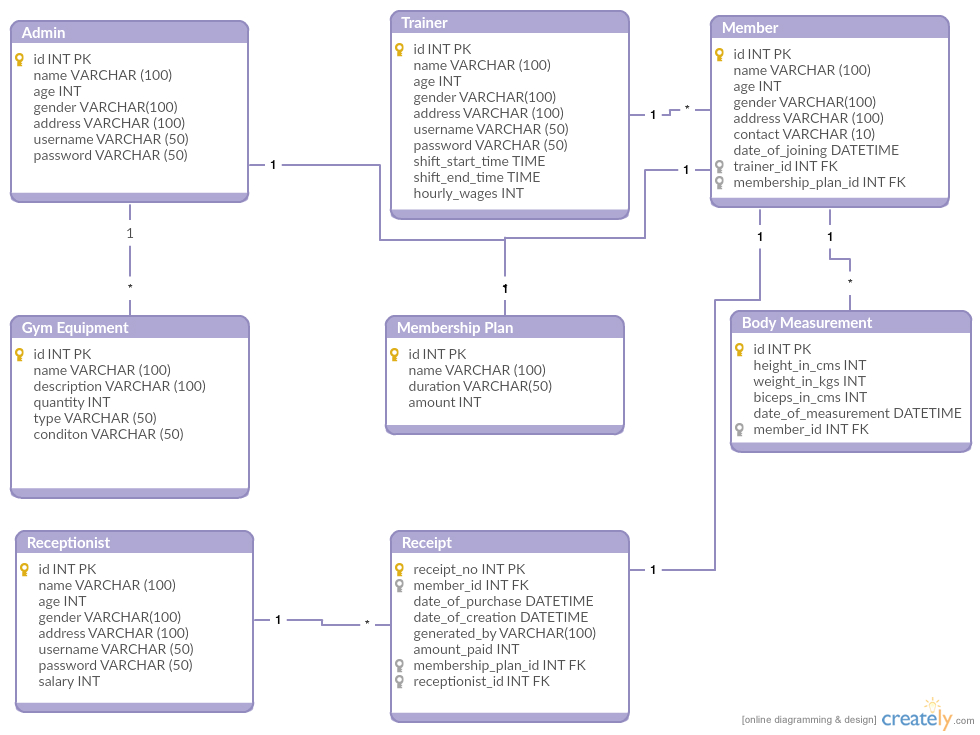 Admin
id INT PK
name VARCHAR (100)
age INT
gender VARCHAR(100)
address VARCHAR (100)
username VARCHAR (50)
password VARCHAR (50)
Trainer
id INT PK
name VARCHAR (100)
age INT
gender VARCHAR(100)
address VARCHAR (100)
username VARCHAR (50)
password VARCHAR (50)
shift_start_time TIME
shift_end_time TIME
hourly_wages INT
Member
id INT PK
name VARCHAR (100)
age INT
gender VARCHAR(100)
address VARCHAR (100)
contact VARCHAR (10)
date_of_joining DATETIME
trainer_id INT FK
membership_plan_id INT FK
1 *
1
1
1
*
1
1
1
*
Gym Equipment
id INT PK
name VARCHAR (100)
description VARCHAR (100)
quantity INT
type VARCHAR (50)
conditon VARCHAR (50)
Membership Plan
id INT PK
name VARCHAR (100)
duration VARCHAR(50)
amount INT
Body Measurement
id INT PK
height_in_cms INT
weight_in_kgs INT
biceps_in_cms INT
date_of_measurement DATETIME
member_id INT FK
Receptionist
id INT PK
name VARCHAR (100)
age INT
gender VARCHAR(100)
address VARCHAR (100)
username VARCHAR (50)
password VARCHAR (50)
salary INT
1 *
Receipt
receipt_no INT PK
member_id INT FK
date_of_purchase DATETIME
date_of_creation DATETIME
generated_by VARCHAR(100)
amount_paid INT
membership_plan_id INT FK
receptionist_id INT FK
1
[online diagramming & design] creately.com